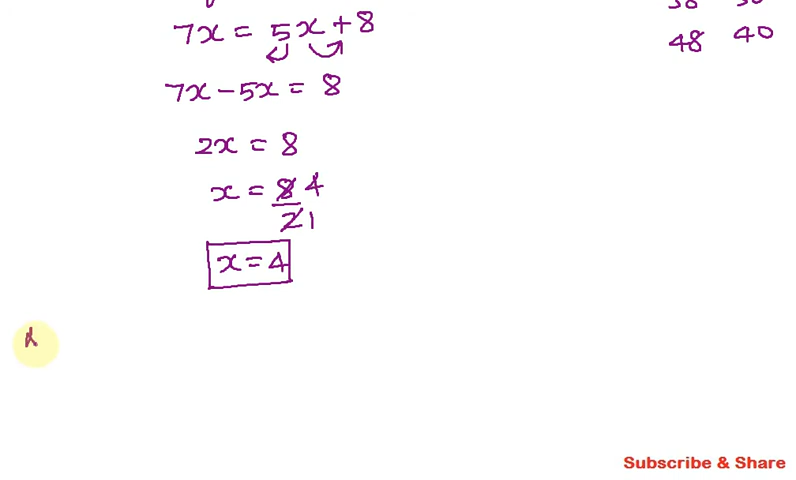 7x = 5x + 8
48 40
7x - 5x = 8
2x = 8
x = 8/2 4/1
x = 4
Subscribe & Share